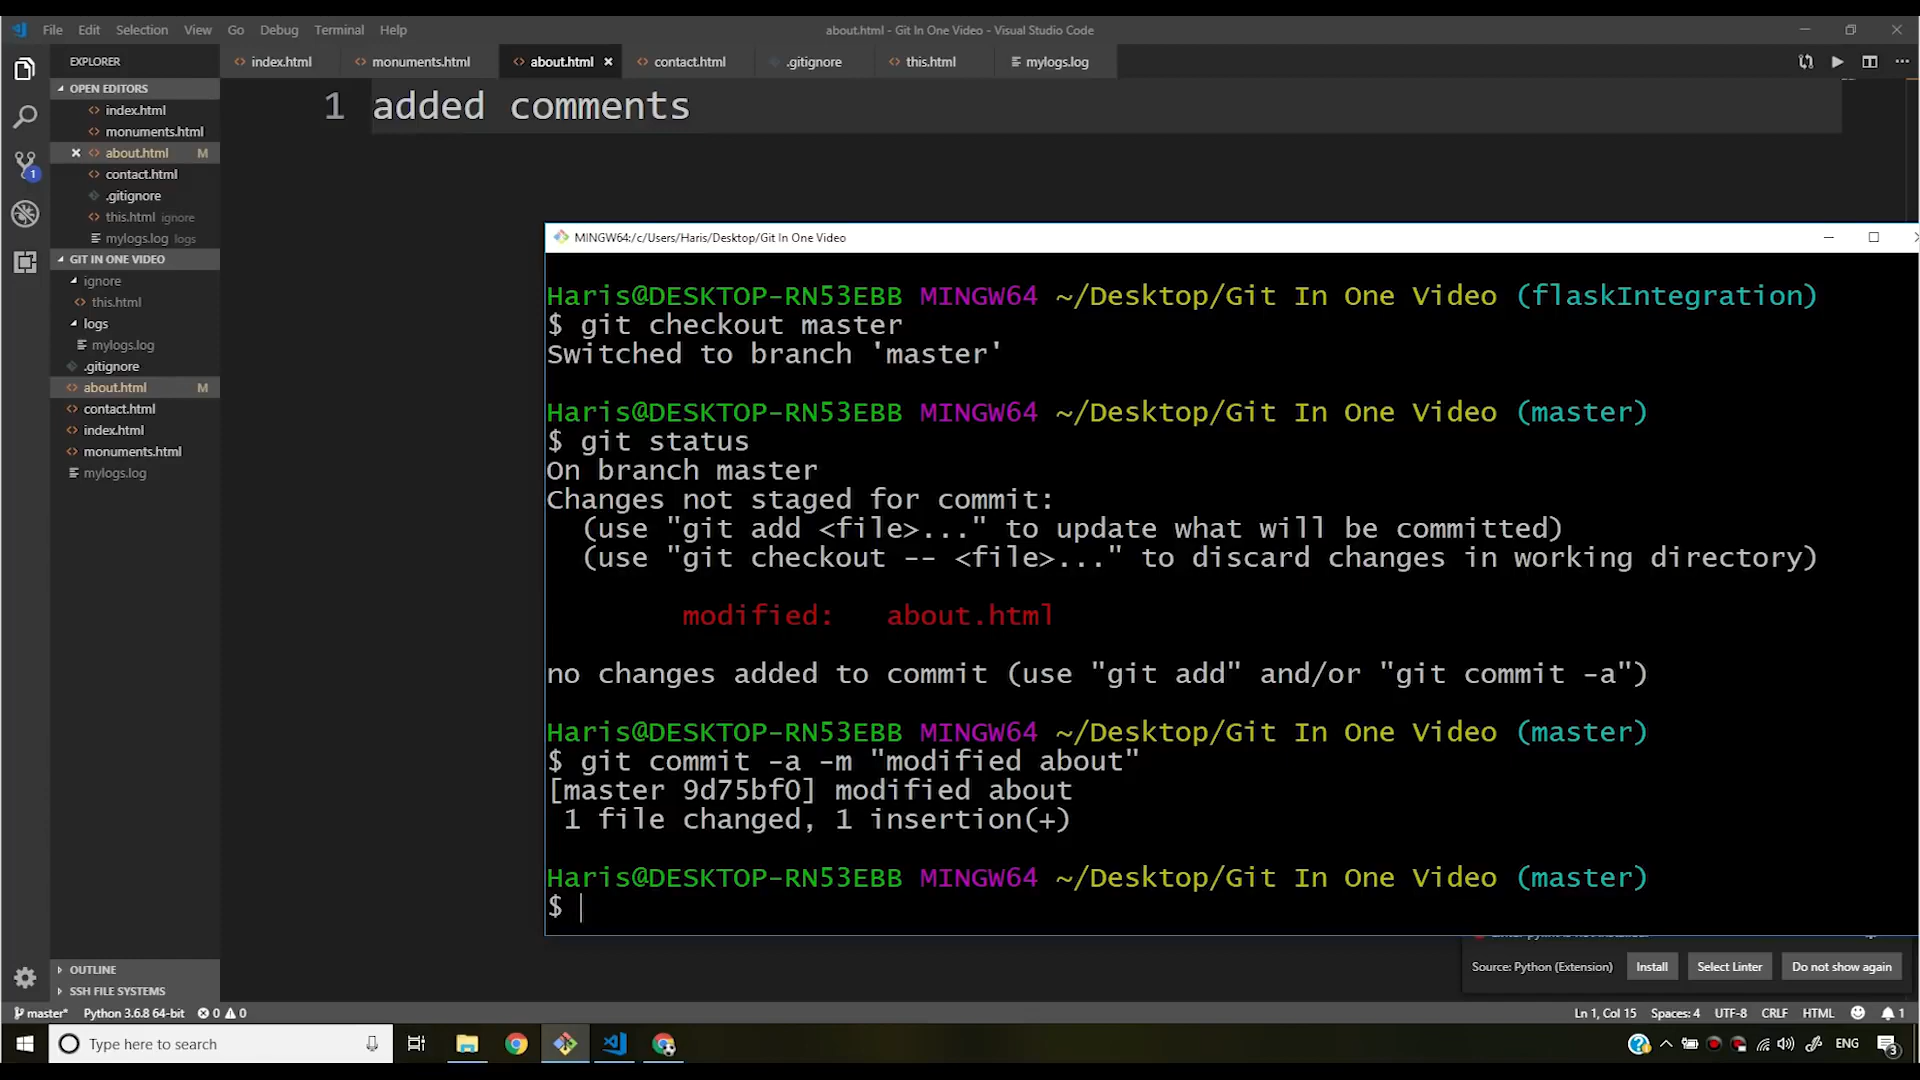 File Edit Selection View Go Debug Terminal Help
about.html - Git In One Video - Visual Studio Code
EXPLORER
index.html
monuments.html
about.html
contact.html
.gitignore
this.html
mylogs.log
OPEN EDITORS
index.html
monuments.html
about.html M
contact.html
.gitignore
this.html ignore
mylogs.log logs
GIT IN ONE VIDEO
ignore
this.html
logs
mylogs.log
.gitignore
about.html M
contact.html
index.html
monuments.html
mylogs.log
OUTLINE
SSH FILE SYSTEMS
1
1 added comments
MINGW64:/c/Users/Haris/Desktop/Git In One Video
Haris@DESKTOP-RN53EBB MINGW64 ~/Desktop/Git In One Video (flaskIntegration)
$ git checkout master
Switched to branch 'master'
Haris@DESKTOP-RN53EBB MINGW64 ~/Desktop/Git In One Video (master)
$ git status
On branch master
Changes not staged for commit:
(use "git add <file>..." to update what will be committed)
(use "git checkout -- <file>..." to discard changes in working directory)
modified: about.html
no changes added to commit (use "git add" and/or "git commit -a")
Haris@DESKTOP-RN53EBB MINGW64 ~/Desktop/Git In One Video (master)
$ git commit -a -m "modified about"
[master 9d75bf0] modified about
1 file changed, 1 insertion(+)
Haris@DESKTOP-RN53EBB MINGW64 ~/Desktop/Git In One Video (master)
$
Source: Python (Extension) Install Select Linter Do not show again
master* Python 3.6.8 64-bit 0 0
Ln 1, Col 15 Spaces: 4 UTF-8 CRLF HTML 1
Type here to search
ENG 3